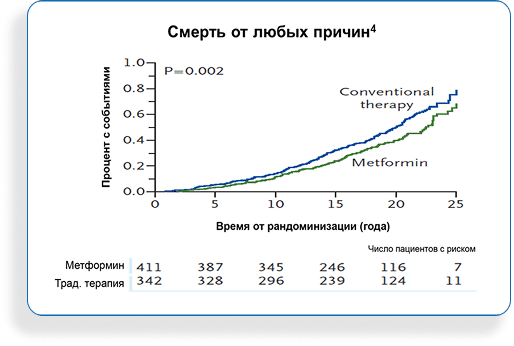 Смерть от любых причин4
Процент с событиями
1.0
0.8
0.6
0.4
0.2
0.0
P=0.002
Conventional
therapy
Metformin
0 5 10 15 20 25
Время от рандоминизации (года)
Число пациентов с риском
Метформин 411 387 345 246 116 7
Трад. терапия 342 328 296 239 124 11